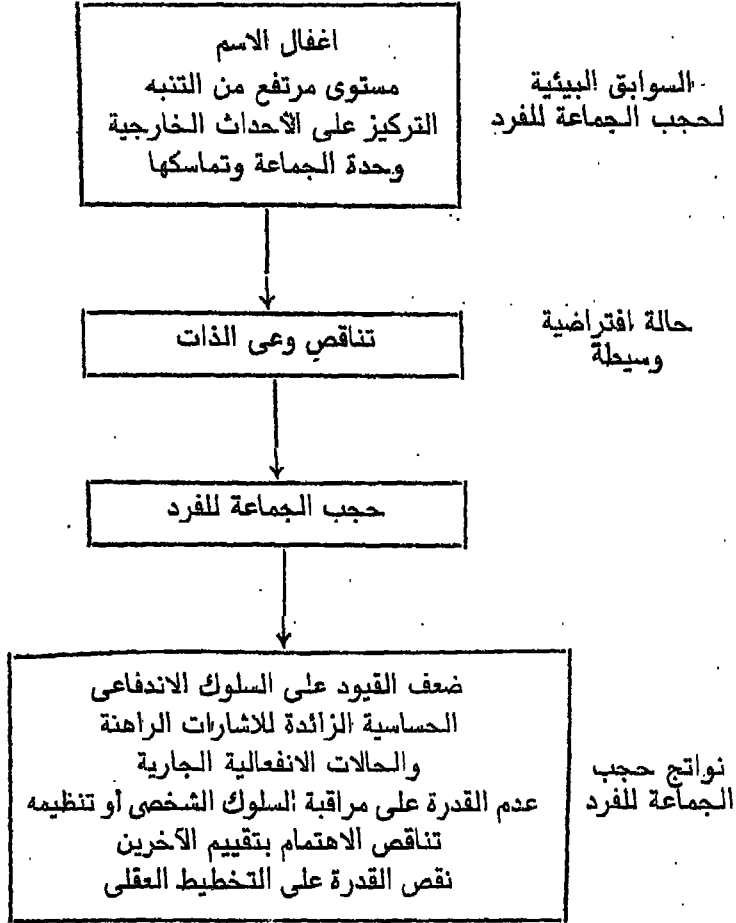 اغفال الاسم
مستوى مرتفع من التنبه
التركيز على الأحداث الخارجية
وحدة الجماعة وتماسكها
السوابق البيئية
لحجب الجماعة للفرد
تناقص وعى الذات
حالة افتراضية
وسيطة
حجب الجماعة للفرد
ضعف القيود على السلوك الاندفاعى
الحساسية الزائدة للاشارات الراهنة
والحالات الانفعالية الجارية
عدم القدرة على مراقبة السلوك الشخصى أو تنظيمه
تناقص الاهتمام بتقييم الآخرين
نقص القدرة على التخطيط العقلى
نواتج حجب
الجماعة للفرد